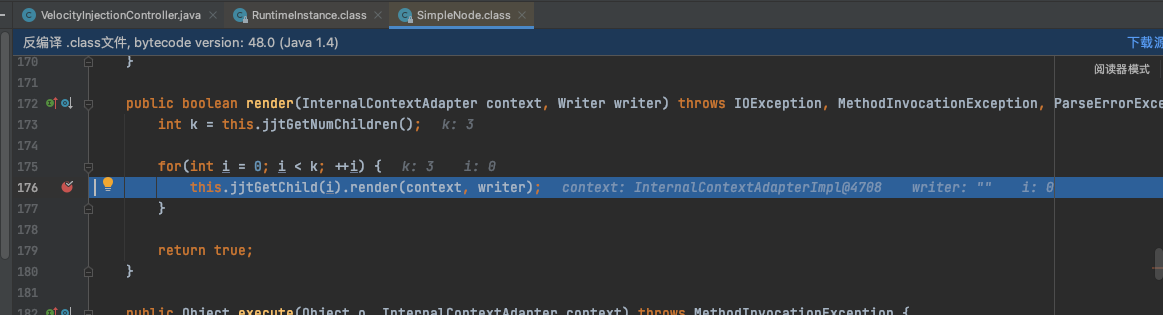 VelocityInjectionController.java RuntimeInstance.class SimpleNode.class
反编译 .class文件, bytecode version: 48.0 (Java 1.4) 下载源
170 }
阅读器模式
171
172 public boolean render(InternalContextAdapter context, Writer writer) throws IOException, MethodInvocationException, ParseErrorExce
173 int k = this.jjtGetNumChildren(); k: 3
174
175 for(int i = 0; i < k; ++i) { k: 3 i: 0
176 this.jjtGetChild(i).render(context, writer); context: InternalContextAdapterImpl@4708 writer: "" i: 0
177 }
178
179 return true;
180 }
181
182 public Object execute(Object o, InternalContextAdapter context) throws MethodInvocationException {